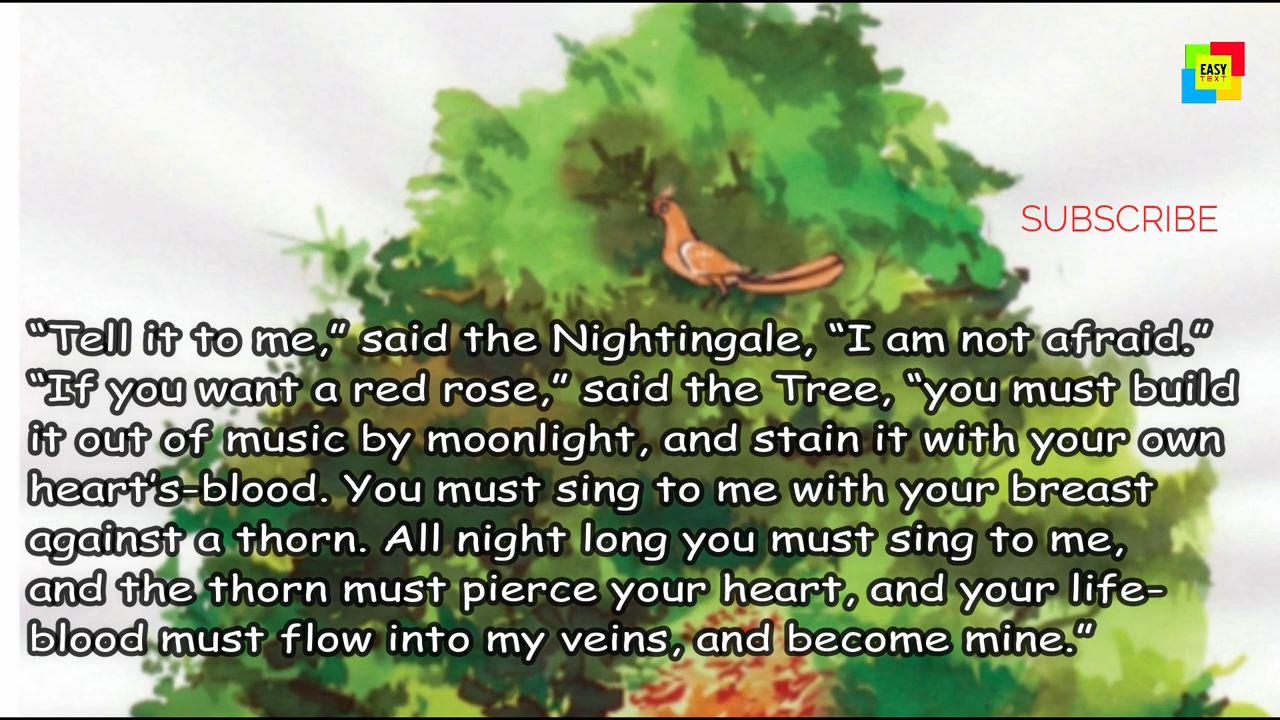 EASY
TEXT
SUBSCRIBE
“Tell it to me,” said the Nightingale, “I am not afraid.”
“If you want a red rose,” said the Tree, “you must build
it out of music by moonlight, and stain it with your own
heart’s-blood. You must sing to me with your breast
against a thorn. All night long you must sing to me,
and the thorn must pierce your heart, and your life-
blood must flow into my veins, and become mine.”